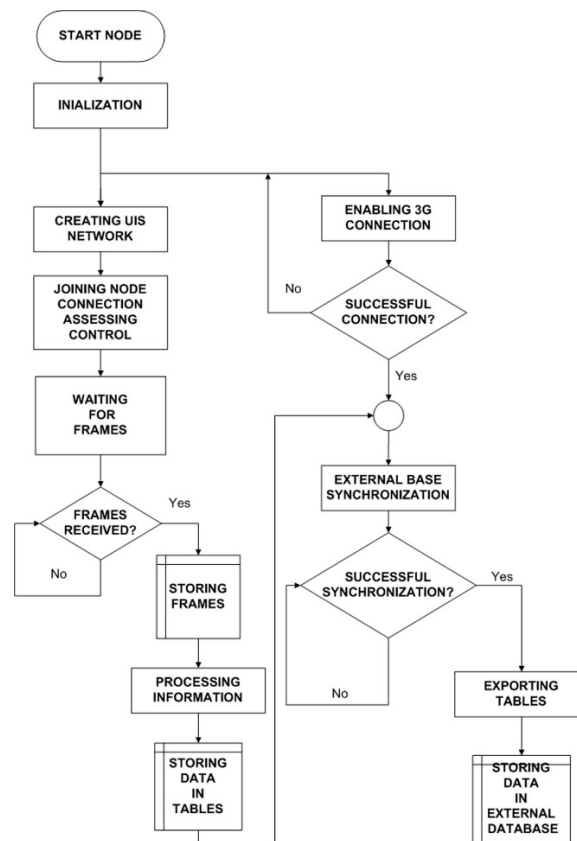 START NODE
INIALIZATION
CREATING UIS
NETWORK
ENABLING 3G
CONNECTION
JOINING NODE
CONNECTION
ASSESSING
CONTROL
No
SUCCESSFUL
CONNECTION?
Yes
WAITING
FOR
FRAMES
FRAMES
RECEIVED?
Yes
No
EXTERNAL BASE
SYNCHRONIZATION
STORING
FRAMES
SUCCESSFUL
SYNCHRONIZATION?
Yes
No
PROCESSING
INFORMATION
EXPORTING
TABLES
STORING
DATA
IN
TABLES
STORING
DATA
IN
EXTERNAL
DATABASE